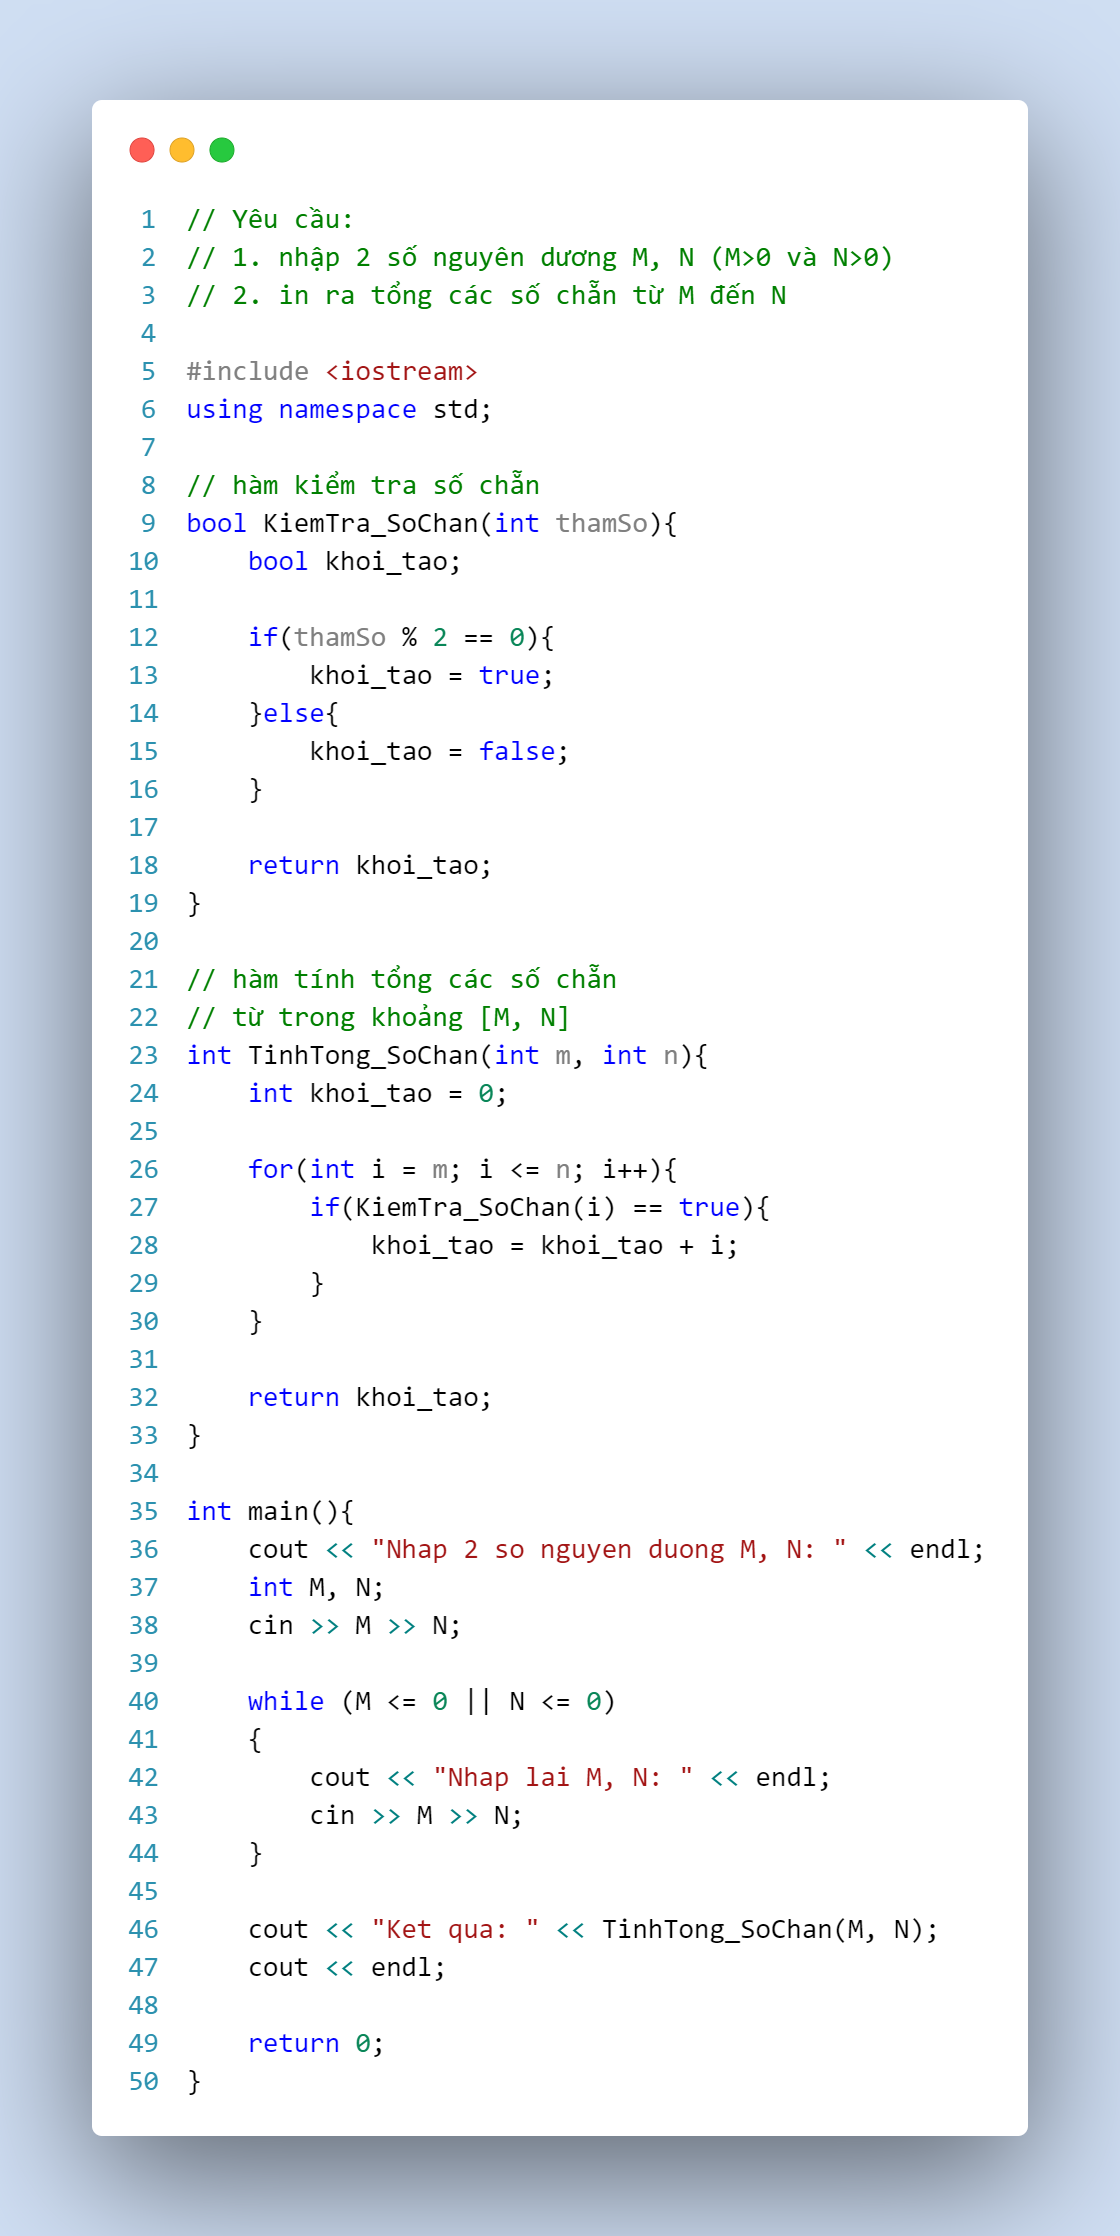 1 // Yêu cầu:
2 // 1. nhập 2 số nguyên dương M, N (M>0 và N>0)
3 // 2. in ra tổng các số chẵn từ M đến N
4
5 #include <iostream>
6 using namespace std;
7
8 // hàm kiểm tra số chẵn
9 bool KiemTra_SoChan(int thamSo){
10     bool khoi_tao;
11
12     if(thamSo % 2 == 0){
13         khoi_tao = true;
14     }else{
15         khoi_tao = false;
16     }
17
18     return khoi_tao;
19 }
20
21 // hàm tính tổng các số chẵn
22 // từ trong khoảng [M, N]
23 int TinhTong_SoChan(int m, int n){
24     int khoi_tao = 0;
25
26     for(int i = m; i <= n; i++){
27         if(KiemTra_SoChan(i) == true){
28             khoi_tao = khoi_tao + i;
29         }
30     }
31
32     return khoi_tao;
33 }
34
35 int main(){
36     cout << "Nhap 2 so nguyen duong M, N: " << endl;
37     int M, N;
38     cin >> M >> N;
39
40     while (M <= 0 || N <= 0)
41     {
42         cout << "Nhap lai M, N: " << endl;
43         cin >> M >> N;
44     }
45
46     cout << "Ket qua: " << TinhTong_SoChan(M, N);
47     cout << endl;
48
49     return 0;
50 }